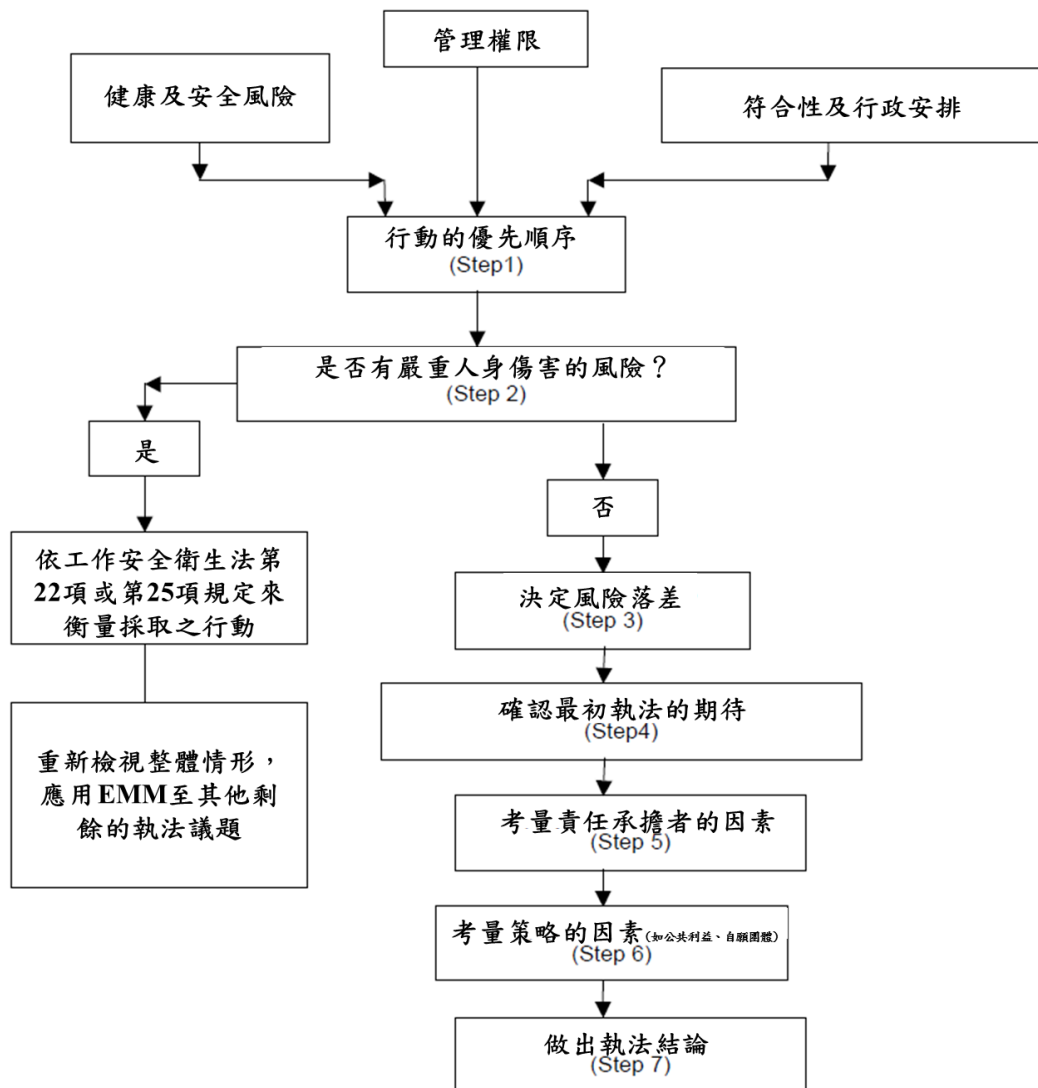 管理權限
健康及安全風險
符合性及行政安排
行動的優先順序
(Step1)
是否有嚴重人身傷害的風險？
(Step 2)
是
否
依工作安全衛生法第
22項或第25項規定來
衡量採取之行動
決定風險落差
(Step 3)
確認最初執法的期待
(Step4)
重新檢視整體情形，
應用EMM至其他剩
餘的執法議題
考量責任承擔者的因素
(Step 5)
考量策略的因素(如公共利益、自願團體)
(Step 6)
做出執法結論
(Step 7)